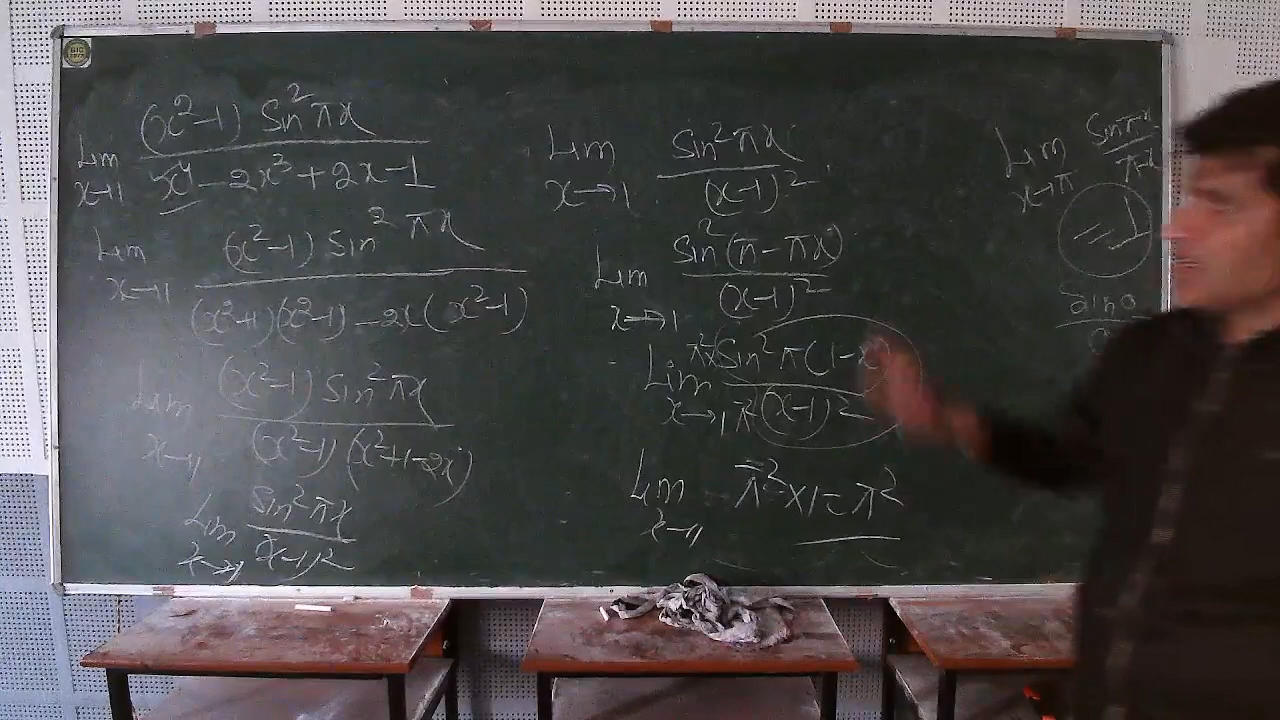 (x²-1) sin²πx
Lim
x→1
x⁴ - 2x³ + 2x - 1
Lim
x→1
(x²-1) sin²πx
(x²+1)(x²-1) - 2x(x²-1)
Lim
x→1
(x²-1) sin²πx
(x²-1)(x²+1-2x)
Lim
x→1
sin²πx
(x-1)²
Lim
x→1
sin²πx
(x-1)²
Lim
x→1
sin²(π-πx)
(x-1)²
Lim
x→1
π²x sin²π(1-x)
π²(x-1)²
Lim
x→1
π²×1=π²
Lim
x→π
=1
sinθ